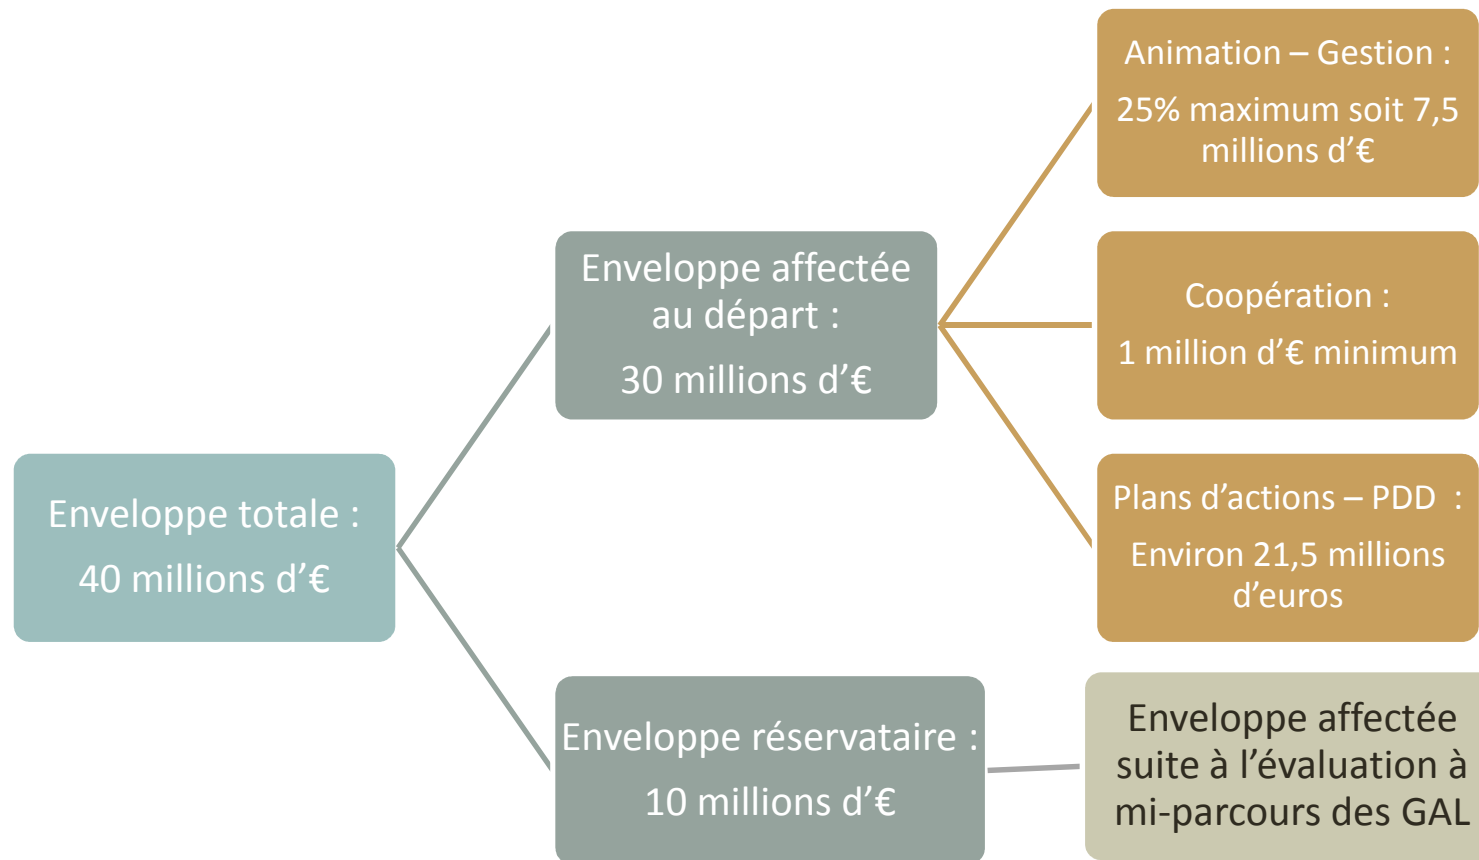 Animation – Gestion :
25% maximum soit 7,5
millions d’€
Enveloppe affectée
au départ :
30 millions d’€
Coopération :
1 million d’€ minimum
Enveloppe totale :
40 millions d’€
Plans d’actions – PDD  :
Environ 21,5 millions
d’euros
Enveloppe réservataire :
10 millions d’€
Enveloppe affectée
suite à l’évaluation à
mi-parcours des GAL